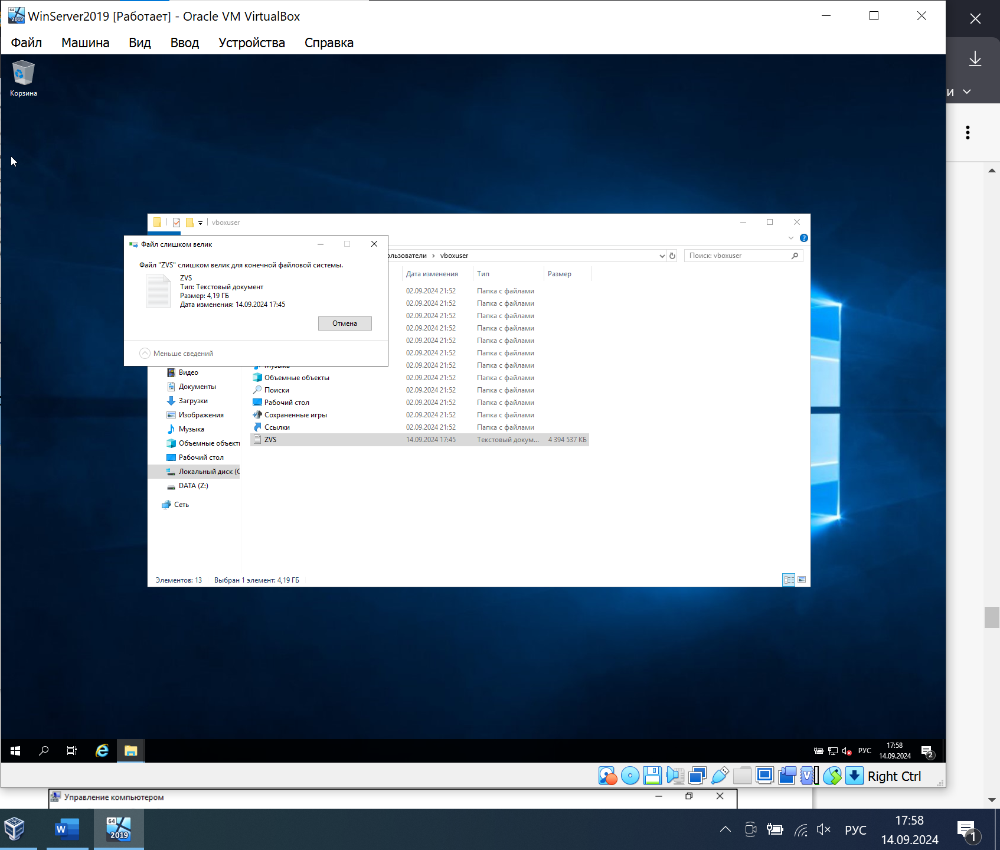 WinServer2019 [Работает] - Oracle VM VirtualBox
Файл Машина Вид Ввод Устройства Справка
и
Корзина
vboxuser
Файл слишком велик
Файл "ZVS" слишком велик для конечной файловой системы.
ZVS
Тип: Текстовый документ
Размер: 4,19 ГБ
Дата изменения: 14.09.2024 17:45
Отмена
Меньше сведений
ользователи › vboxuser
Поиск: vboxuser
Дата изменения Тип Размер
02.09.2024 21:52 Папка с файлами
02.09.2024 21:52 Папка с файлами
02.09.2024 21:52 Папка с файлами
02.09.2024 21:52 Папка с файлами
02.09.2024 21:52 Папка с файлами
02.09.2024 21:52 Папка с файлами
Музыка 02.09.2024 21:52 Папка с файлами
Объемные объекты 02.09.2024 21:52 Папка с файлами
Поиски 02.09.2024 21:52 Папка с файлами
Рабочий стол 02.09.2024 21:52 Папка с файлами
Сохраненные игры 02.09.2024 21:52 Папка с файлами
Ссылки 02.09.2024 21:52 Папка с файлами
ZVS 14.09.2024 17:45 Текстовый докум... 4 394 537 КБ
Видео
Документы
Загрузки
Изображения
Музыка
Объемные объекты
Рабочий стол
Локальный диск (C
DATA (Z:)
Сеть
Элементов: 13 Выбран 1 элемент: 4,19 ГБ
РУС
17:58
14.09.2024
2
64
2019
V
Right Ctrl
Управление компьютером
W
64
2019
РУС
17:58
14.09.2024
1